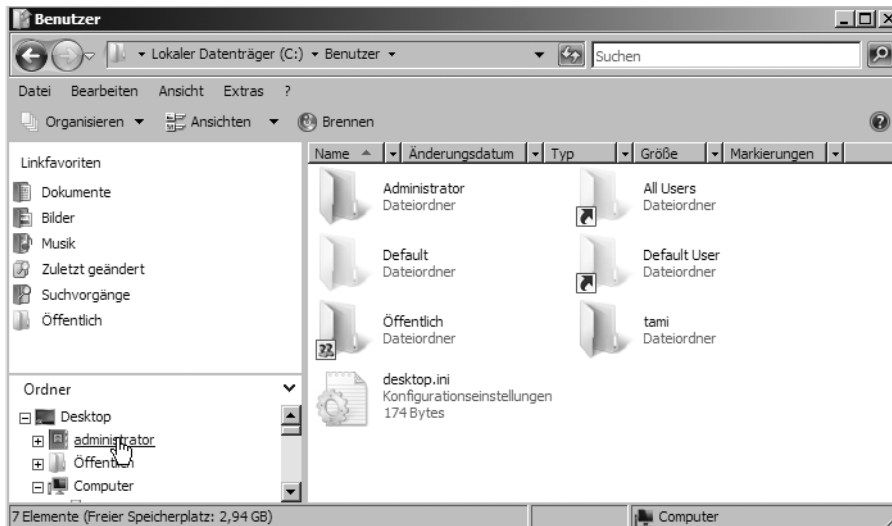 Benutzer
Lokaler Datenträger (C:) Benutzer
Suchen
Datei Bearbeiten Ansicht Extras ?
Organisieren Ansichten Brennen
Linkfavoriten
Dokumente
Bilder
Musik
Zuletzt geändert
Suchvorgänge
Öffentlich
Ordner
Desktop
administrator
Öffentlich
Computer
Name Änderungsdatum Typ Größe Markierungen
Administrator
Dateiordner
All Users
Dateiordner
Default
Dateiordner
Default User
Dateiordner
Öffentlich
Dateiordner
tami
Dateiordner
desktop.ini
Konfigurationseinstellungen
174 Bytes
7 Elemente (Freier Speicherplatz: 2,94 GB) Computer